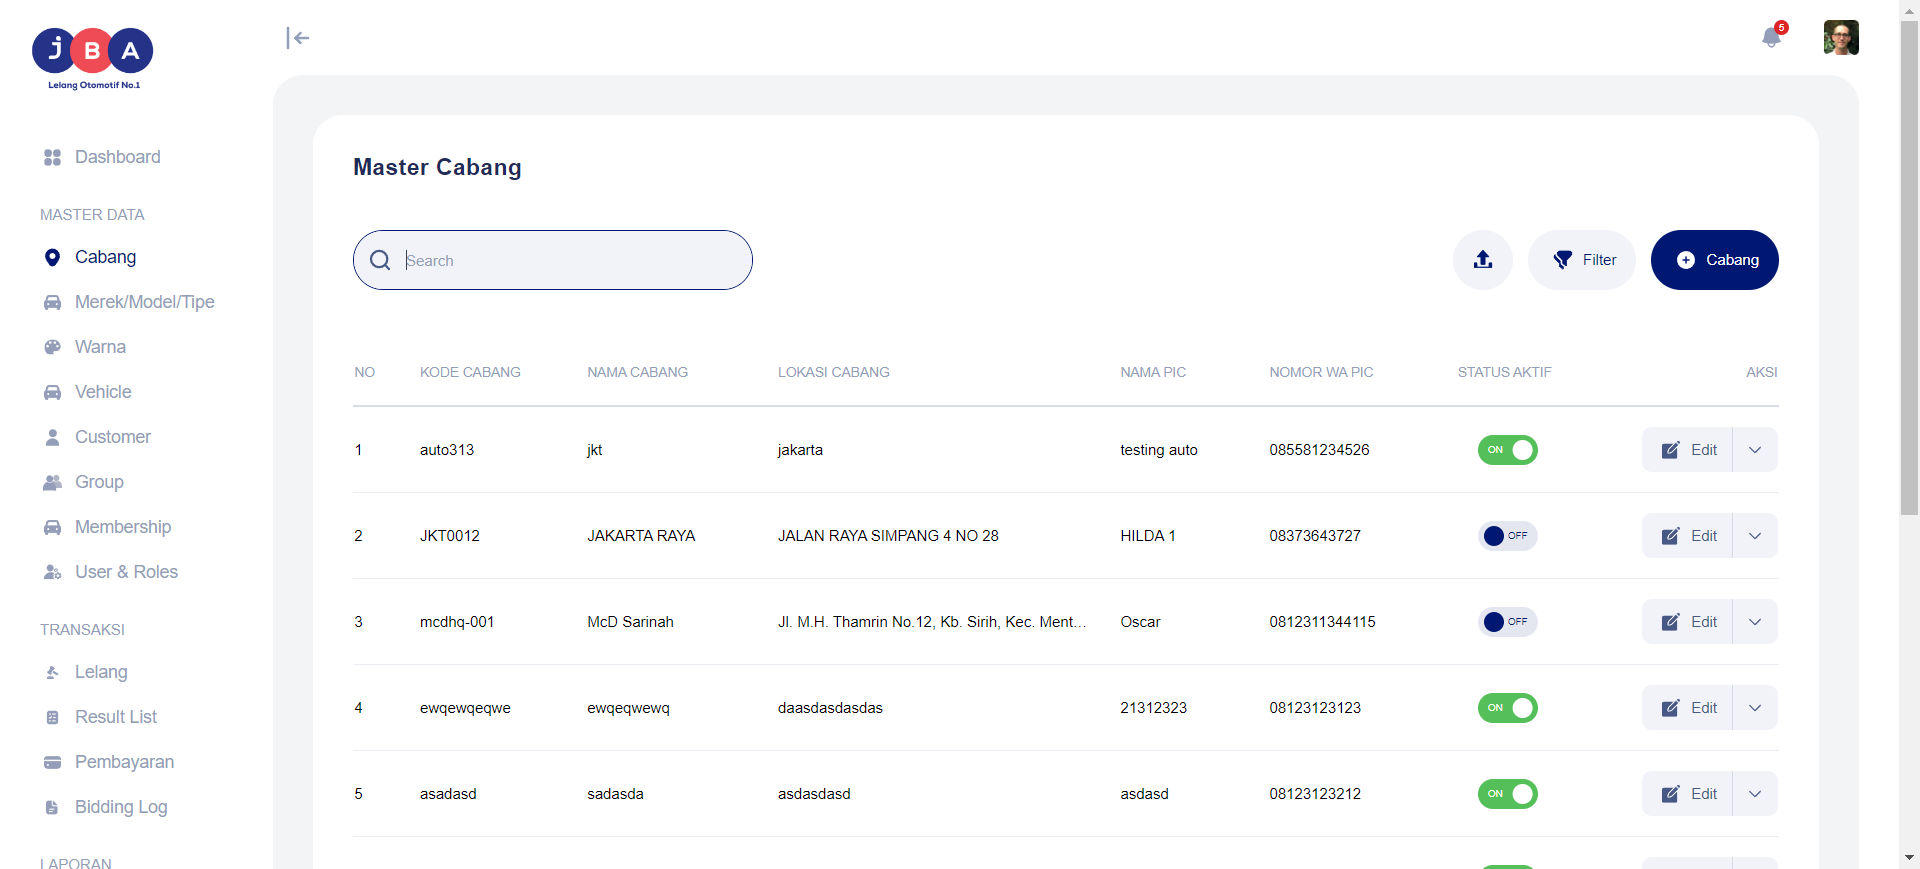 JBA
Lelang Otomotif No.1
5
Dashboard
MASTER DATA
Cabang
Merek/Model/Tipe
Warna
Vehicle
Customer
Group
Membership
User & Roles
TRANSAKSI
Lelang
Result List
Pembayaran
Bidding Log
LAPORAN
Master Cabang
Search
Filter
Cabang
NO KODE CABANG NAMA CABANG LOKASI CABANG NAMA PIC NOMOR WA PIC STATUS AKTIF AKSI
1 auto313 jkt jakarta testing auto 085581234526 ON Edit
2 JKT0012 JAKARTA RAYA JALAN RAYA SIMPANG 4 NO 28 HILDA 1 08373643727 OFF Edit
3 mcdhq-001 McD Sarinah Jl. M.H. Thamrin No.12, Kb. Sirih, Kec. Ment... Oscar 0812311344115 OFF Edit
4 ewqewqeqwe ewqeqwewq daasdasdasdas 21312323 08123123123 ON Edit
5 asadasd sadasda asdasdasd asdasd 08123123212 ON Edit